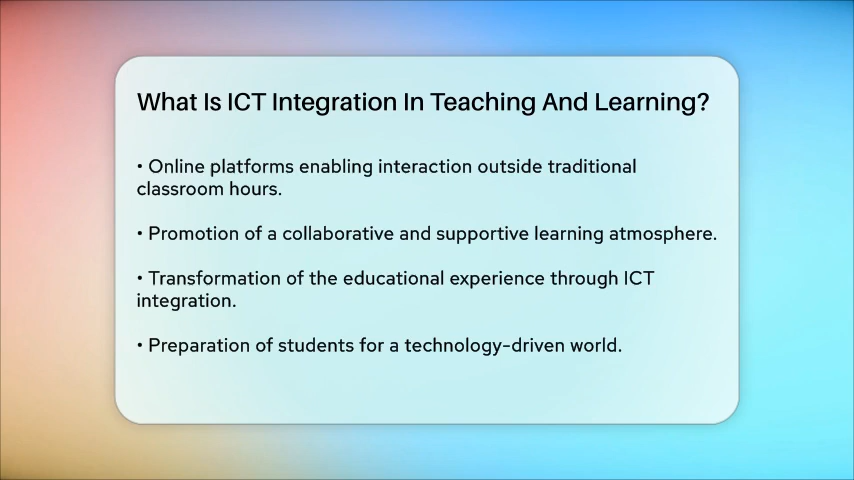 What Is ICT Integration In Teaching And Learning?
• Online platforms enabling interaction outside traditional
classroom hours.
• Promotion of a collaborative and supportive learning atmosphere.
• Transformation of the educational experience through ICT
integration.
• Preparation of students for a technology-driven world.